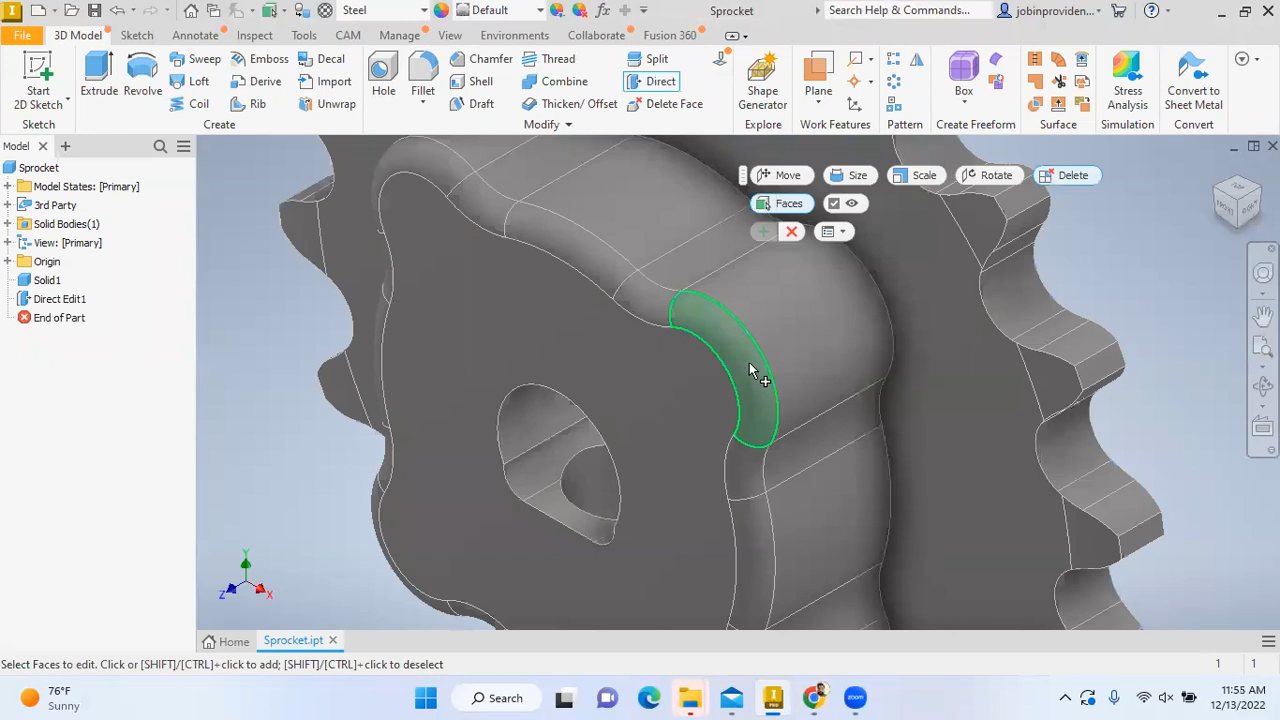 Steel Default fx Sprocket Search Help & Commands... jobinproviden...
File 3D Model Sketch Annotate Inspect Tools CAM Manage View Environments Collaborate Fusion 360
Start
2D Sketch
Extrude Revolve
Sweep Emboss Decal
Loft Derive Import
Coil Rib Unwrap
Hole Fillet
Chamfer Thread Split
Shell Combine Direct
Draft Thicken/ Offset Delete Face
Shape
Generator
Plane
Box
Stress
Analysis
Convert to
Sheet Metal
Sketch Create Modify Explore Work Features Pattern Create Freeform Surface Simulation Convert
Model
Sprocket
Model States: [Primary]
3rd Party
Solid Bodies(1)
View: [Primary]
Origin
Solid1
Direct Edit1
End of Part
Move Size Scale Rotate Delete
Faces
TOP
FRONT RIGHT
Y
Z X
Home Sprocket.ipt
Select Faces to edit. Click or [SHIFT]/[CTRL]+click to add; [SHIFT]/[CTRL]+click to deselect 1 1
76°F
Sunny
Search
11:55 AM
12/13/2022